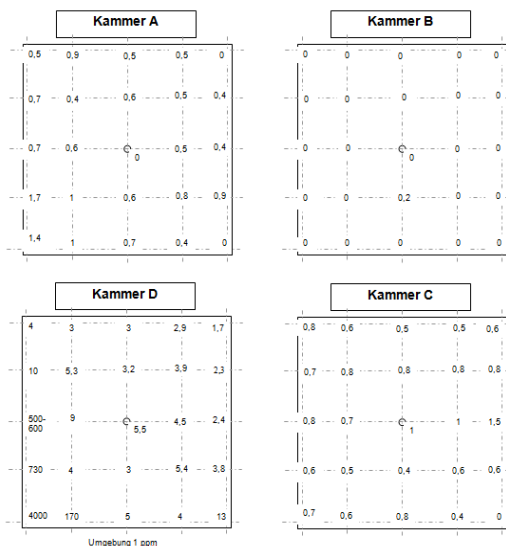 Kammer A
0,5 0,9 0,5 0,5 0
0,7 0,4 0,6 0,5 0,4
0,7 0,6 0 0,5 0,4
1,7 1 0,6 0,8 0,9
1,4 1 0,7 0,4 0
Kammer B
0 0 0 0 0
0 0 0 0 0
0 0 0 0 0
0 0 0,2 0 0
0 0 0 0 0
Kammer D
4 3 3 2,9 1,7
10 5,3 3,2 3,9 2,3
500-
600 9 5,5 4,5 2,4
730 4 3 5,4 3,8
4000 170 5 4 13
Umgebung 1 ppm
Kammer C
0,8 0,6 0,5 0,5 0,6
0,7 0,8 0,8 0,8 0,8
0,8 0,7 1 1 1,5
0,6 0,5 0,4 0,6 0,6
0,7 0,6 0,8 0,4 0